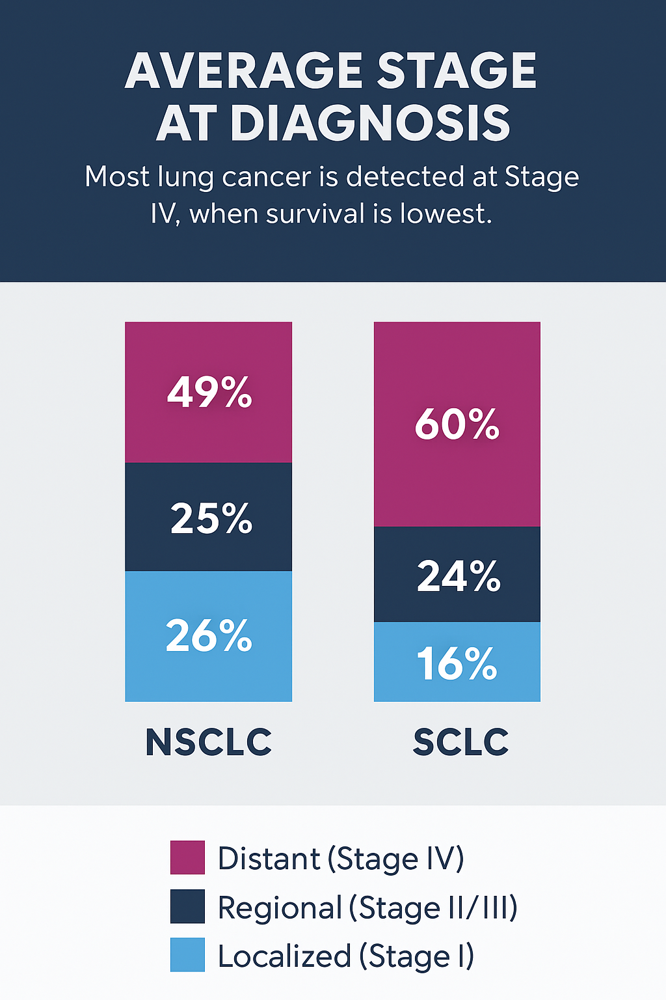 AVERAGE STAGE
AT DIAGNOSIS
Most lung cancer is detected at Stage
IV, when survival is lowest.
49%
25%
26%
NSCLC
60%
24%
16%
SCLC
Distant (Stage IV)
Regional (Stage II/III)
Localized (Stage I)